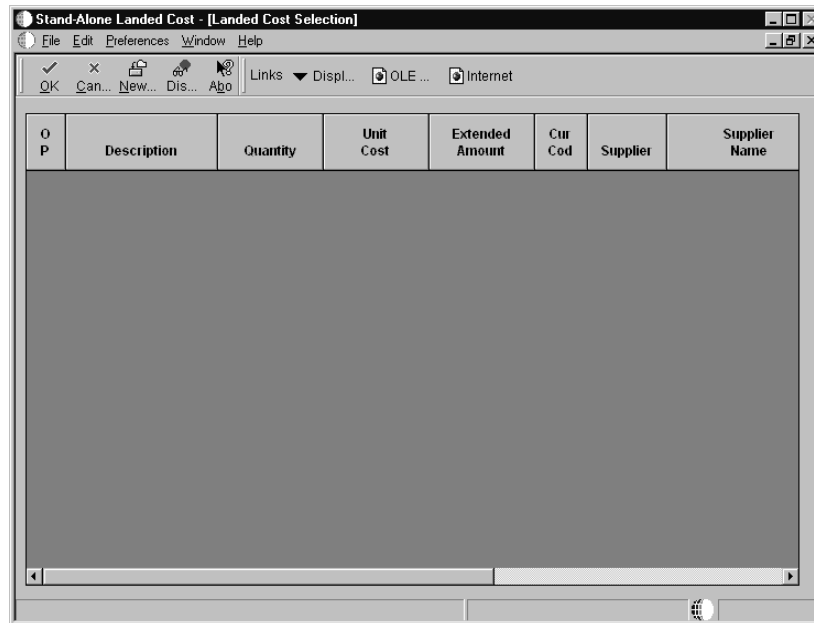 Stand-Alone Landed Cost - [Landed Cost Selection]
File Edit Preferences Window Help
OK Can... New... Dis... Abo Links Displ... OLE ... Internet
O P Description Quantity Unit Cost Extended Amount Cur Cod Supplier Supplier Name